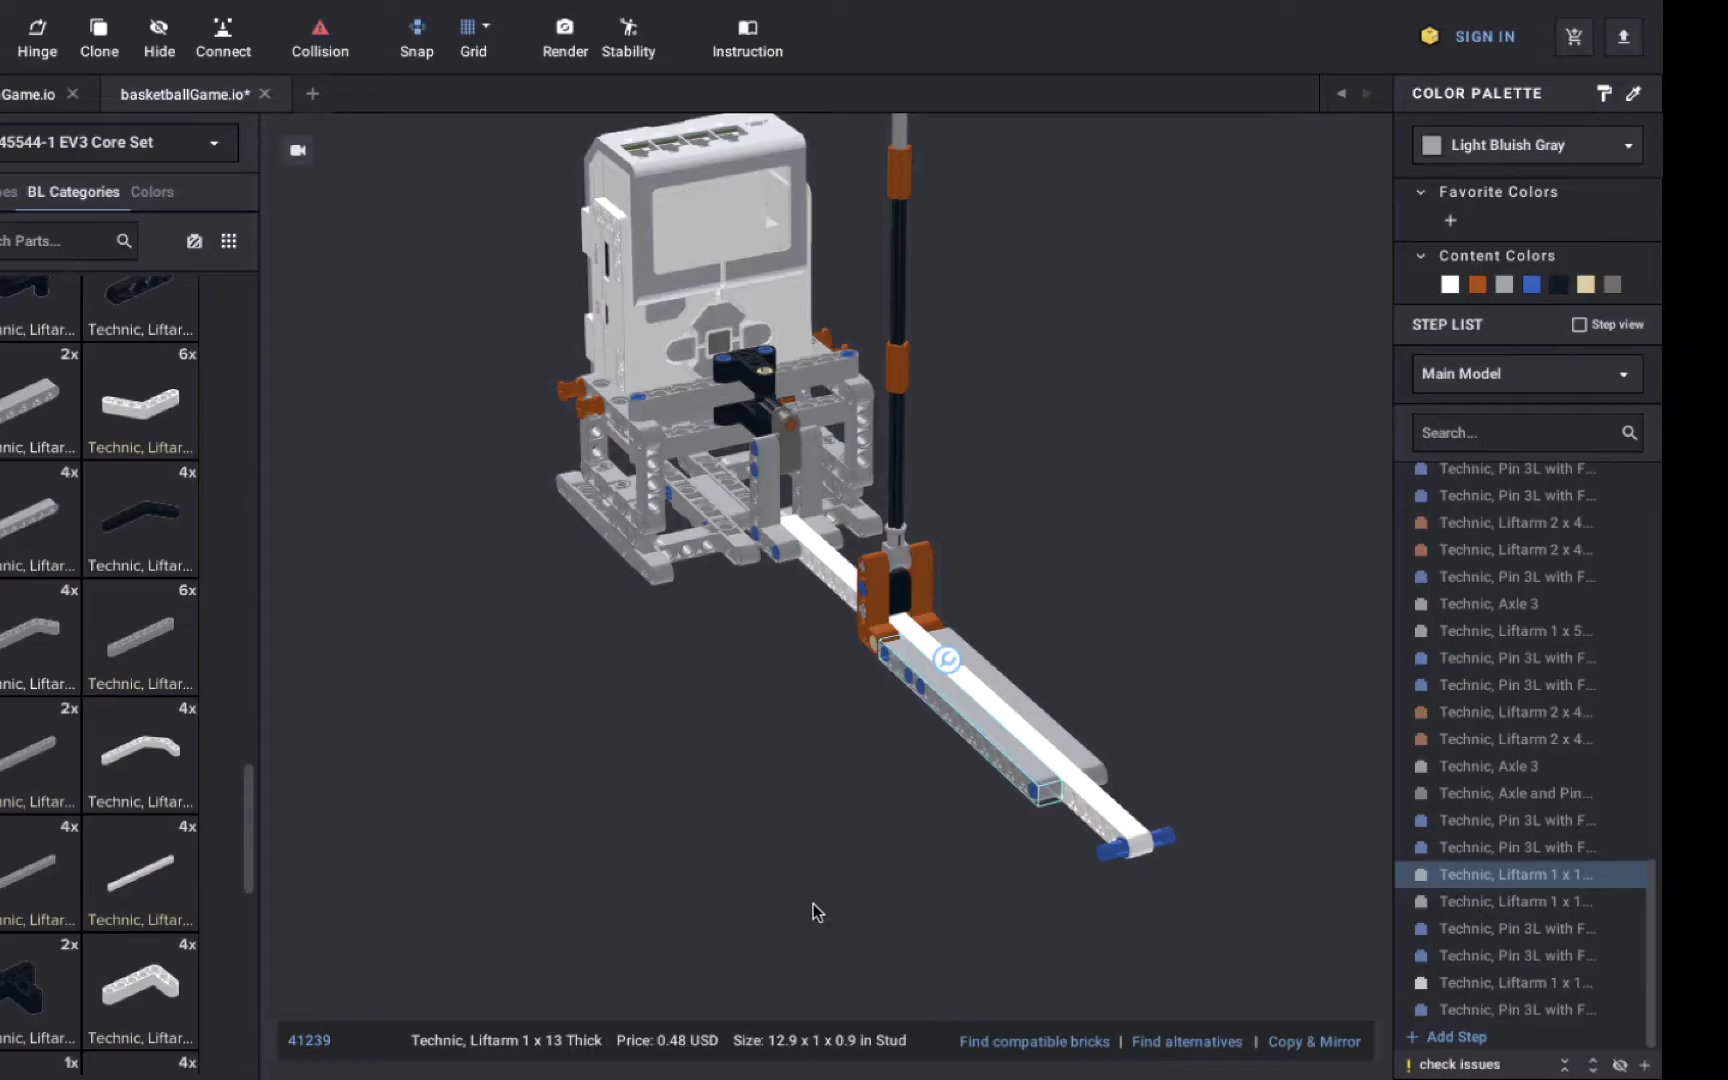 Hinge
Clone
Hide
Connect
Collision
Snap
Grid
Render
Stability
Instruction
SIGN IN
Game.io
basketballGame.io*
COLOR PALETTE
45544-1 EV3 Core Set
Light Bluish Gray
BL Categories
Colors
Favorite Colors
ch Parts...
Content Colors
STEP LIST
Step view
nnic, Liftar...
Technic, Liftar...
2x
6x
Main Model
nnic, Liftar...
Technic, Liftar...
Search...
4x
4x
Technic, Pin 3L with F...
Technic, Pin 3L with F...
Technic, Liftarm 2 x 4...
Technic, Liftarm 2 x 4...
nnic, Liftar...
Technic, Liftar...
Technic, Pin 3L with F...
4x
6x
Technic, Axle 3
Technic, Liftarm 1 x 5...
Technic, Pin 3L with F...
nnic, Liftar...
Technic, Liftar...
Technic, Pin 3L with F...
2x
4x
Technic, Liftarm 2 x 4...
Technic, Liftarm 2 x 4...
Technic, Axle 3
nnic, Liftar...
Technic, Liftar...
Technic, Axle and Pin...
4x
4x
Technic, Pin 3L with F...
Technic, Pin 3L with F...
Technic, Liftarm 1 x 1...
Technic, Liftarm 1 x 1...
nnic, Liftar...
Technic, Liftar...
Technic, Pin 3L with F...
2x
4x
Technic, Pin 3L with F...
Technic, Liftarm 1 x 1...
Technic, Pin 3L with F...
nnic, Liftar...
Technic, Liftar...
Add Step
1x
4x
check issues
41239
Technic, Liftarm 1 x 13 Thick Price: 0.48 USD Size: 12.9 x 1 x 0.9 in Stud
Find compatible bricks | Find alternatives | Copy & Mirror